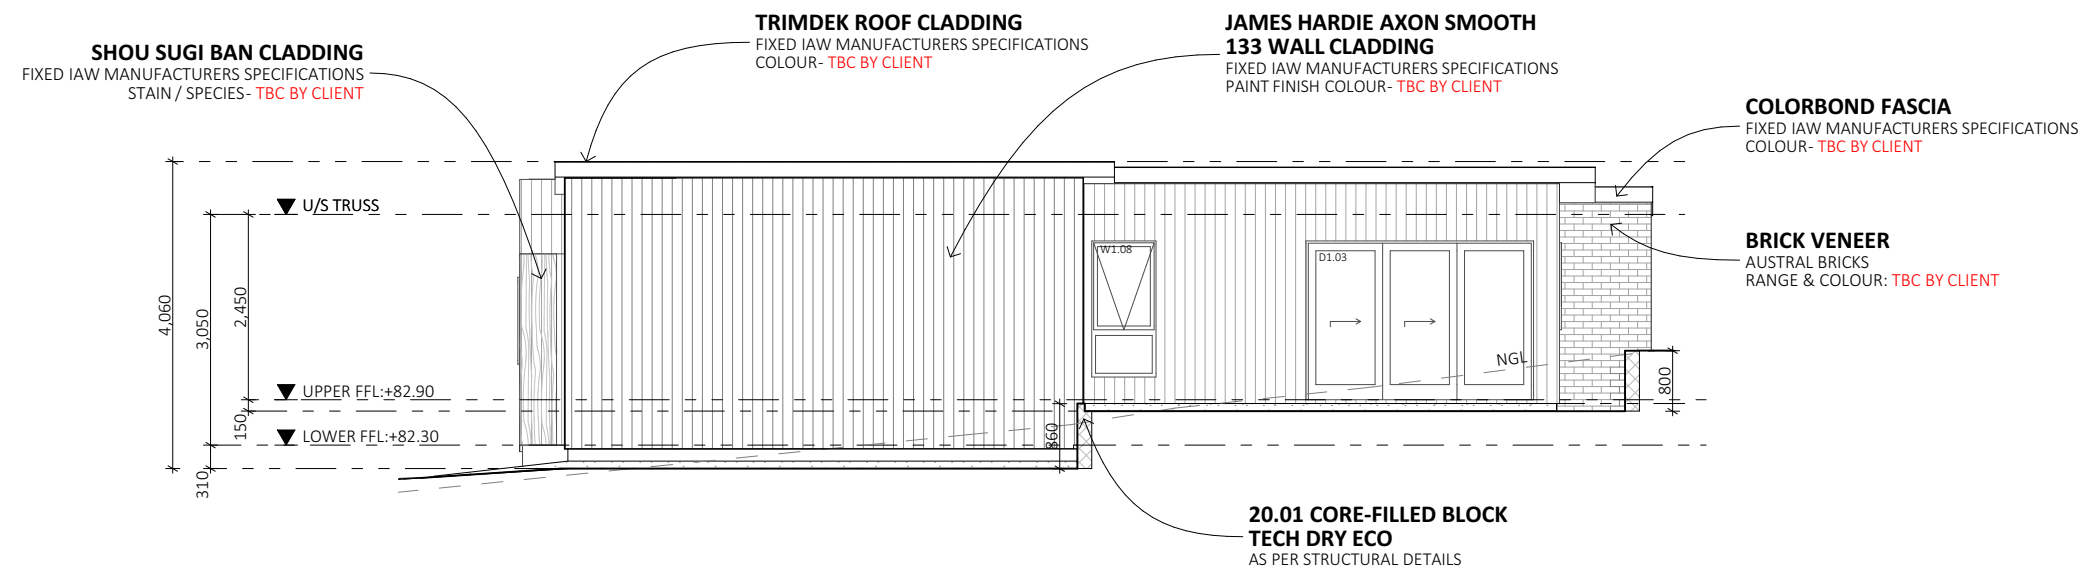 TRIMDEK ROOF CLADDING
FIXED IAW MANUFACTURERS SPECIFICATIONS
COLOUR- TBC BY CLIENT
JAMES HARDIE AXON SMOOTH
133 WALL CLADDING
FIXED IAW MANUFACTURERS SPECIFICATIONS
PAINT FINISH COLOUR- TBC BY CLIENT
SHOU SUGI BAN CLADDING
FIXED IAW MANUFACTURERS SPECIFICATIONS
STAIN / SPECIES- TBC BY CLIENT
COLORBOND FASCIA
FIXED IAW MANUFACTURERS SPECIFICATIONS
COLOUR- TBC BY CLIENT
U/S TRUSS
BRICK VENEER
AUSTRAL BRICKS
RANGE & COLOUR: TBC BY CLIENT
W1.08
D1.03
4,060
3,050
2,450
NGL
800
UPPER FFL:+82.90
150
LOWER FFL:+82.30
860
310
20.01 CORE-FILLED BLOCK
TECH DRY ECO
AS PER STRUCTURAL DETAILS